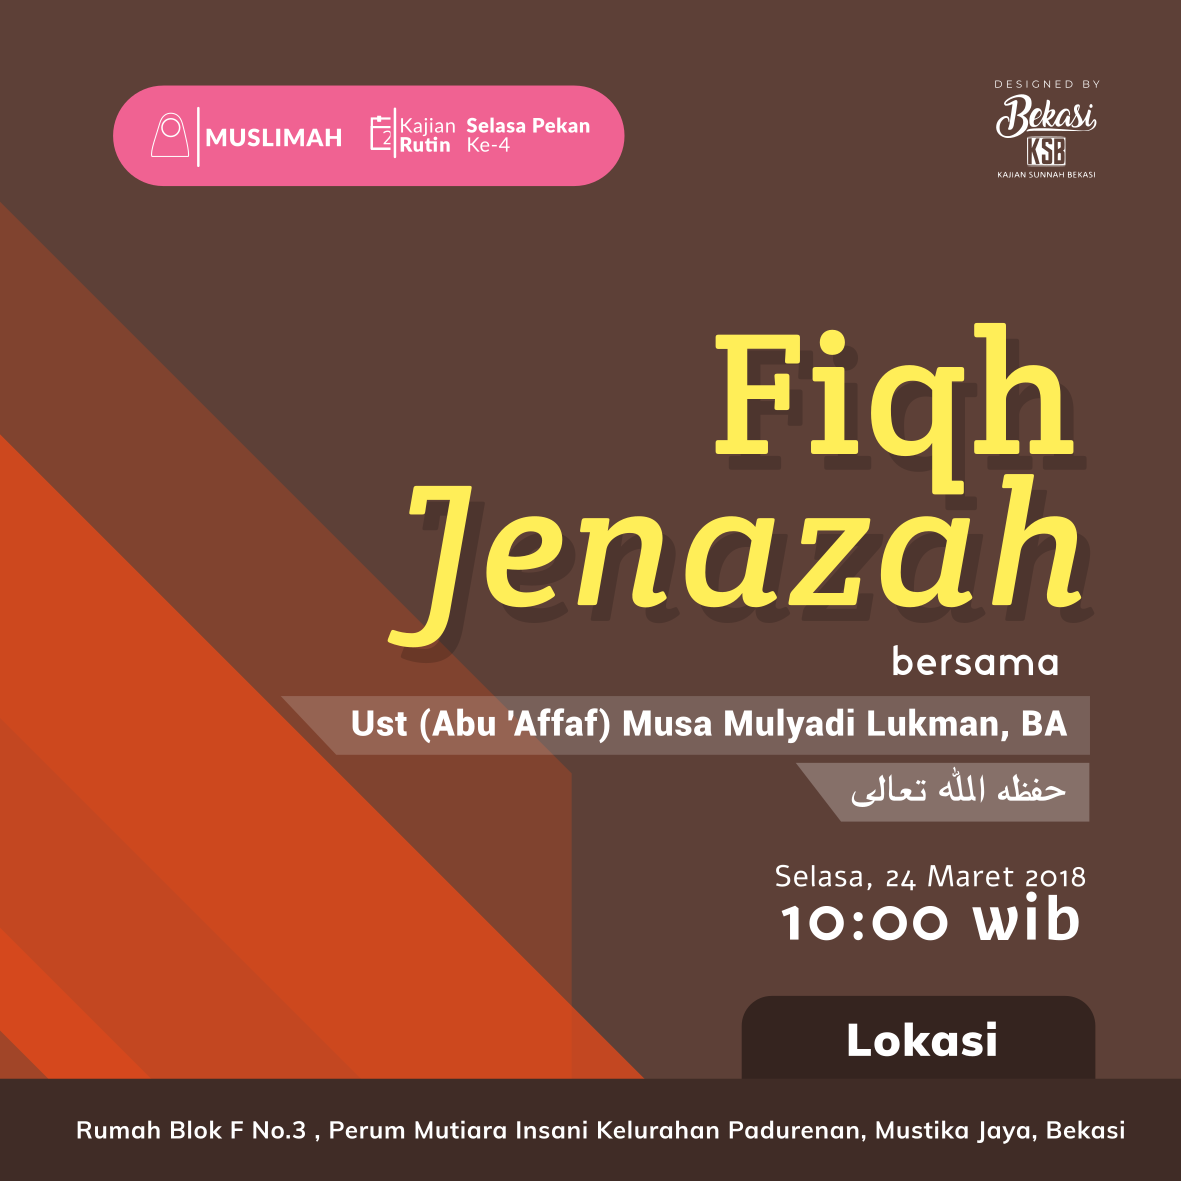 MUSLIMAH
2
Kajian
Rutin
Selasa Pekan
Ke-4
DESIGNED BY
Bekasi
KSB
KAJIAN SUNNAH BEKASI
Fiqh
Jenazah
bersama
Ust (Abu 'Affaf) Musa Mulyadi Lukman, BA
حفظه الله تعالى
Selasa, 24 Maret 2018
10:00 wib
Lokasi
Rumah Blok F No.3 , Perum Mutiara Insani Kelurahan Padurenan, Mustika Jaya, Bekasi